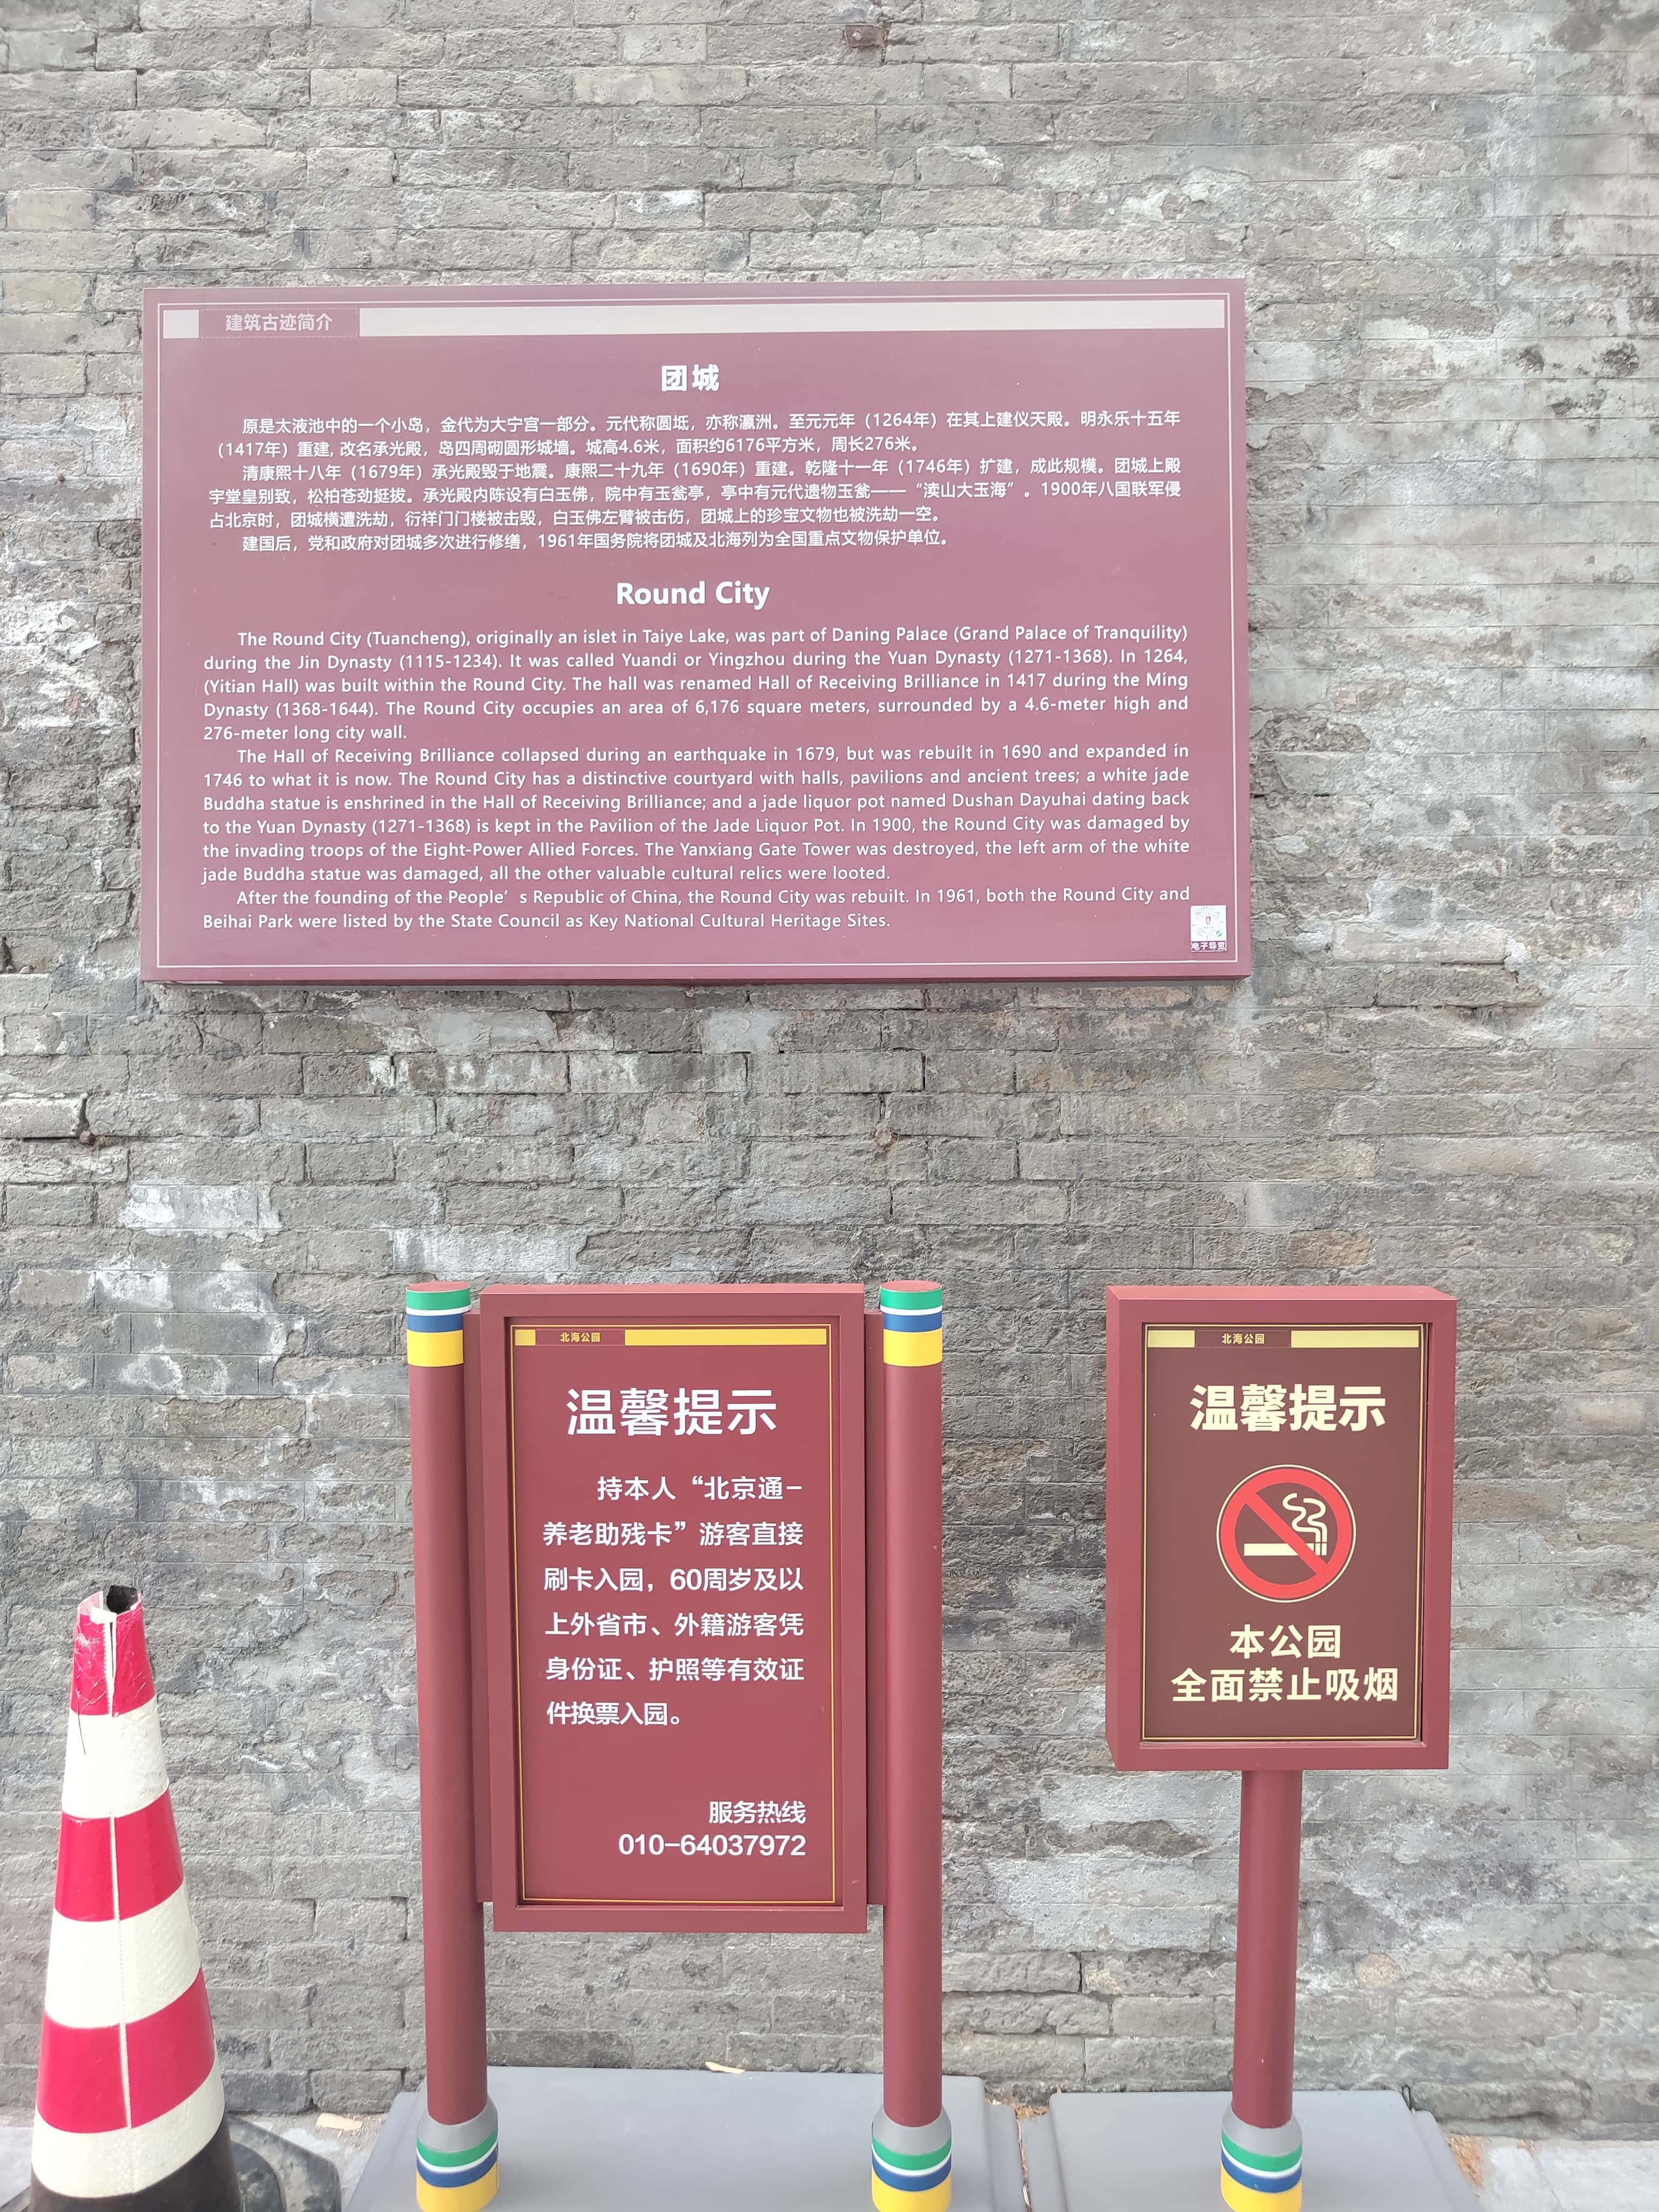 建筑古迹简介
团城
原是太液池中的一个小岛，金代为大宁宫一部分。元代称圆坻，亦称瀛洲。至元元年（1264年）在其上建仪天殿。明永乐十五年
（1417年）重建, 改名承光殿，岛四周砌圆形城墙。城高4.6米，面积约6176平方米，周长276米。
清康熙十八年（1679年）承光殿毁于地震。康熙二十九年（1690年）重建。乾隆十一年（1746年）扩建，成此规模。团城上殿
宇堂皇别致，松柏苍劲挺拔。承光殿内陈设有白玉佛，院中有玉瓮亭，亭中有元代遗物玉瓮——“渎山大玉海”。1900年八国联军侵
占北京时，团城横遭洗劫，衍祥门门楼被击毁，白玉佛左臂被击伤，团城上的珍宝文物也被洗劫一空。
建国后，党和政府对团城多次进行修缮，1961年国务院将团城及北海列为全国重点文物保护单位。
Round City
The Round City (Tuancheng), originally an islet in Taiye Lake, was part of Daning Palace (Grand Palace of Tranquility)
during the Jin Dynasty (1115-1234). It was called Yuandi or Yingzhou during the Yuan Dynasty (1271-1368). In 1264,
(Yitian Hall) was built within the Round City. The hall was renamed Hall of Receiving Brilliance in 1417 during the Ming
Dynasty (1368-1644). The Round City occupies an area of 6,176 square meters, surrounded by a 4.6-meter high and
276-meter long city wall.
The Hall of Receiving Brilliance collapsed during an earthquake in 1679, but was rebuilt in 1690 and expanded in
1746 to what it is now. The Round City has a distinctive courtyard with halls, pavilions and ancient trees; a white jade
Buddha statue is enshrined in the Hall of Receiving Brilliance; and a jade liquor pot named Dushan Dayuhai dating back
to the Yuan Dynasty (1271-1368) is kept in the Pavilion of the Jade Liquor Pot. In 1900, the Round City was damaged by
the invading troops of the Eight-Power Allied Forces. The Yanxiang Gate Tower was destroyed, the left arm of the white
jade Buddha statue was damaged, all the other valuable cultural relics were looted.
After the founding of the People’ s Republic of China, the Round City was rebuilt. In 1961, both the Round City and
Beihai Park were listed by the State Council as Key National Cultural Heritage Sites.
电子导览
北海公园
温馨提示
持本人“北京通-
养老助残卡”游客直接
刷卡入园，60周岁及以
上外省市、外籍游客凭
身份证、护照等有效证
件换票入园。
服务热线
010-64037972
北海公园
温馨提示
本公园
全面禁止吸烟